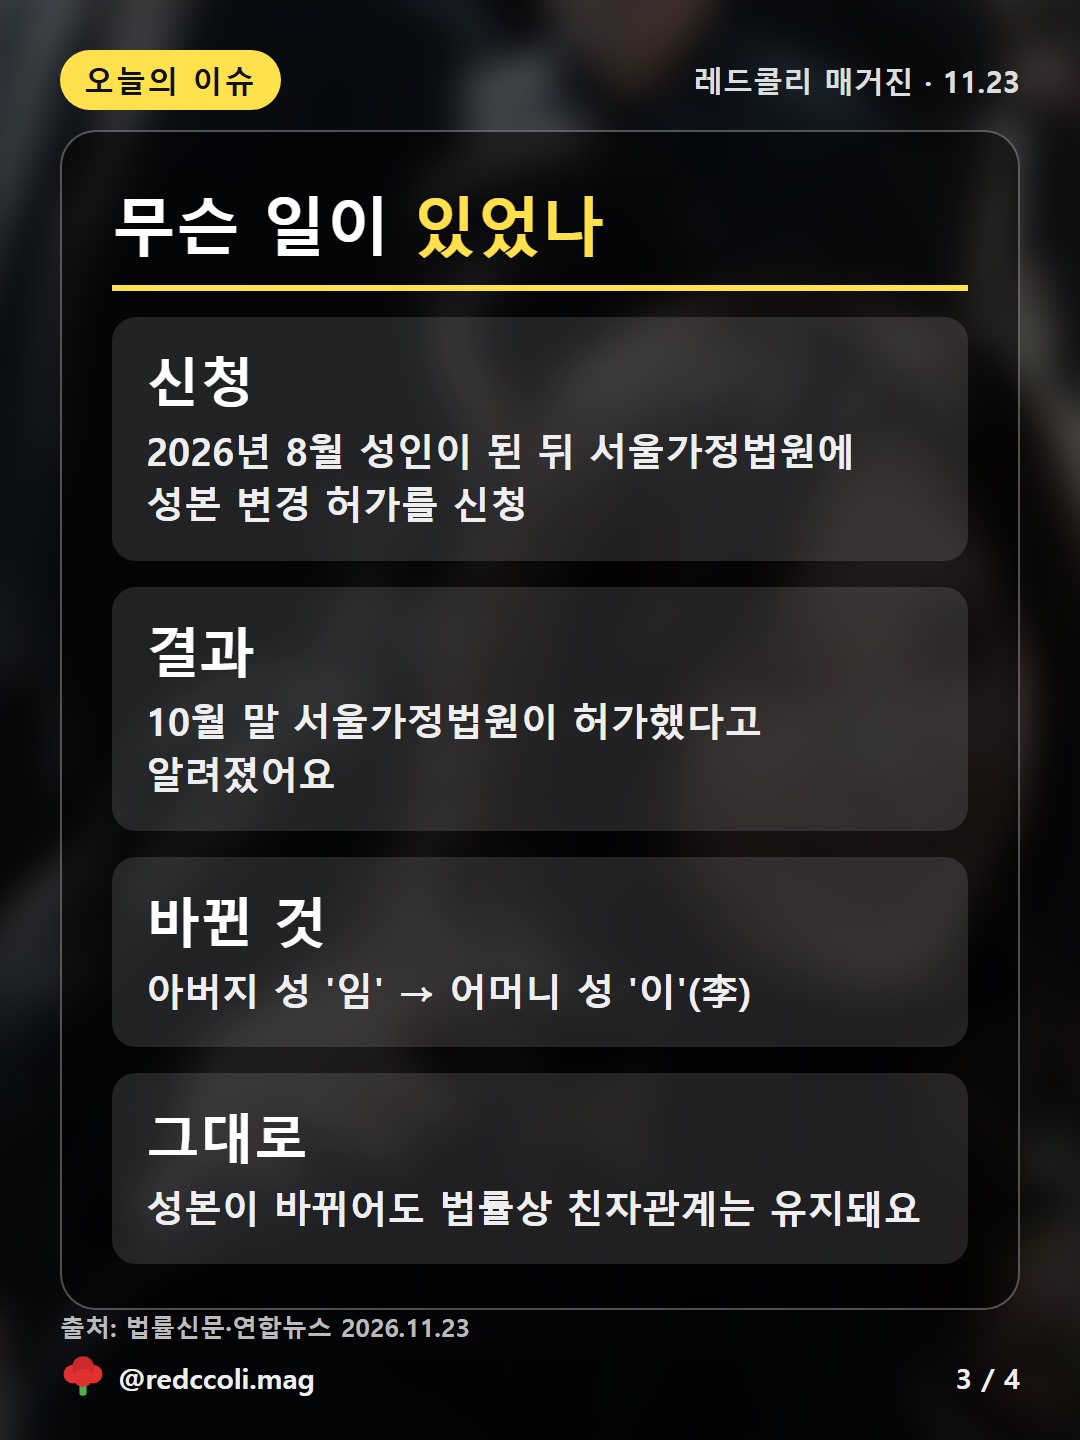 오늘의 이슈
레드콜리 매거진 · 11.23
무슨 일이 있었나
신청
2026년 8월 성인이 된 뒤 서울가정법원에
성본 변경 허가를 신청
결과
10월 말 서울가정법원이 허가했다고
알려졌어요
바뀐 것
아버지 성 '임' → 어머니 성 '이'(李)
그대로
성본이 바뀌어도 법률상 친자관계는 유지돼요
출처: 법률신문·연합뉴스 2026.11.23
@redccoli.mag
3 / 4